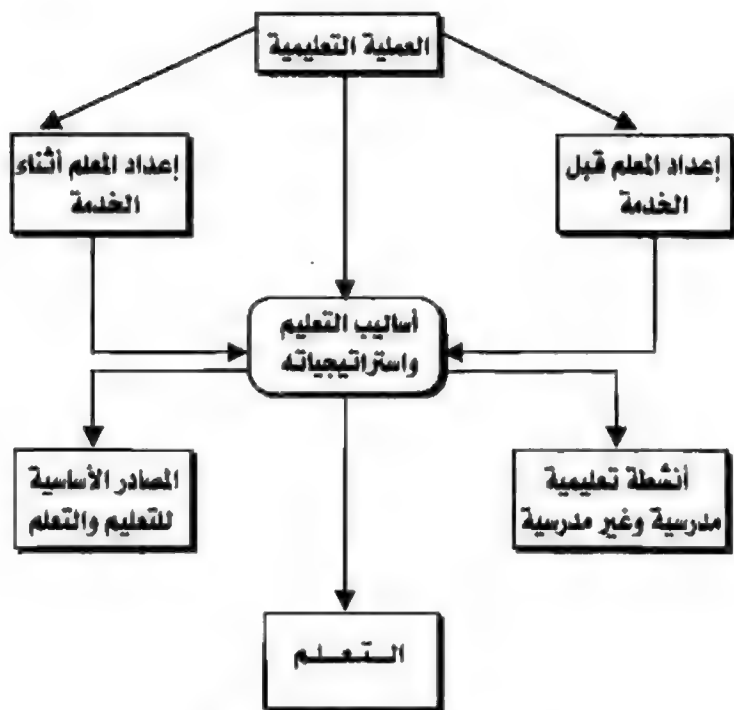 العملية التعليمية
إعداد المعلم قبل
الخدمة
إعداد المعلم أثناء
الخدمة
أساليب التعليم
واستراتيجياته
أنشطة تعليمية
مدرسية وغير مدرسية
المصادر الأساسية
للتعليم والتعلم
التعلم